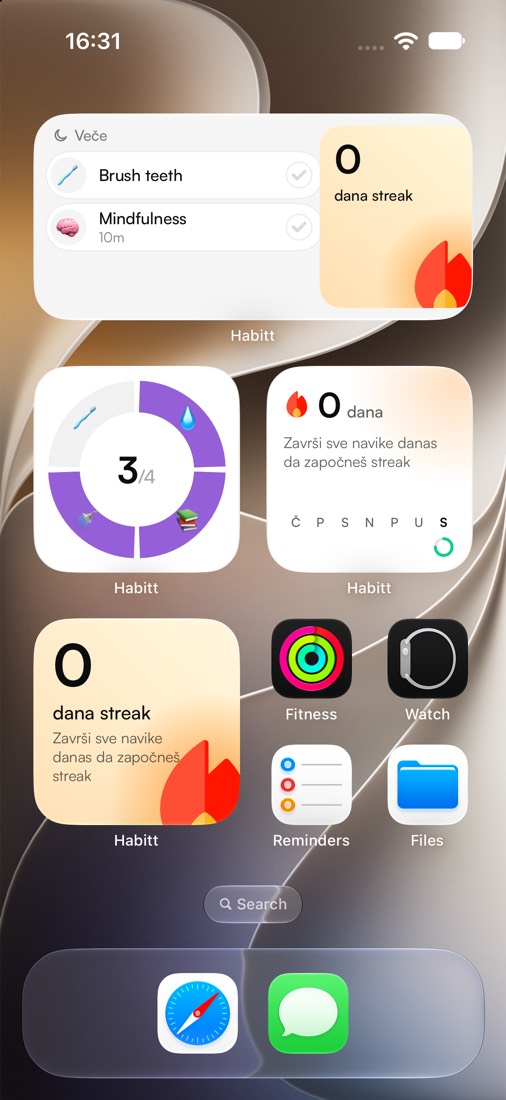 16:31
Veče
Brush teeth
Mindfulness
10m
0
dana streak
Habitt
3/4
Habitt
0 dana
Završi sve navike danas
da započneš streak
Č P S N P U S
Habitt
0
dana streak
Završi sve navike
danas da započneš
streak
Habitt
Fitness
Watch
Reminders
Files
Search